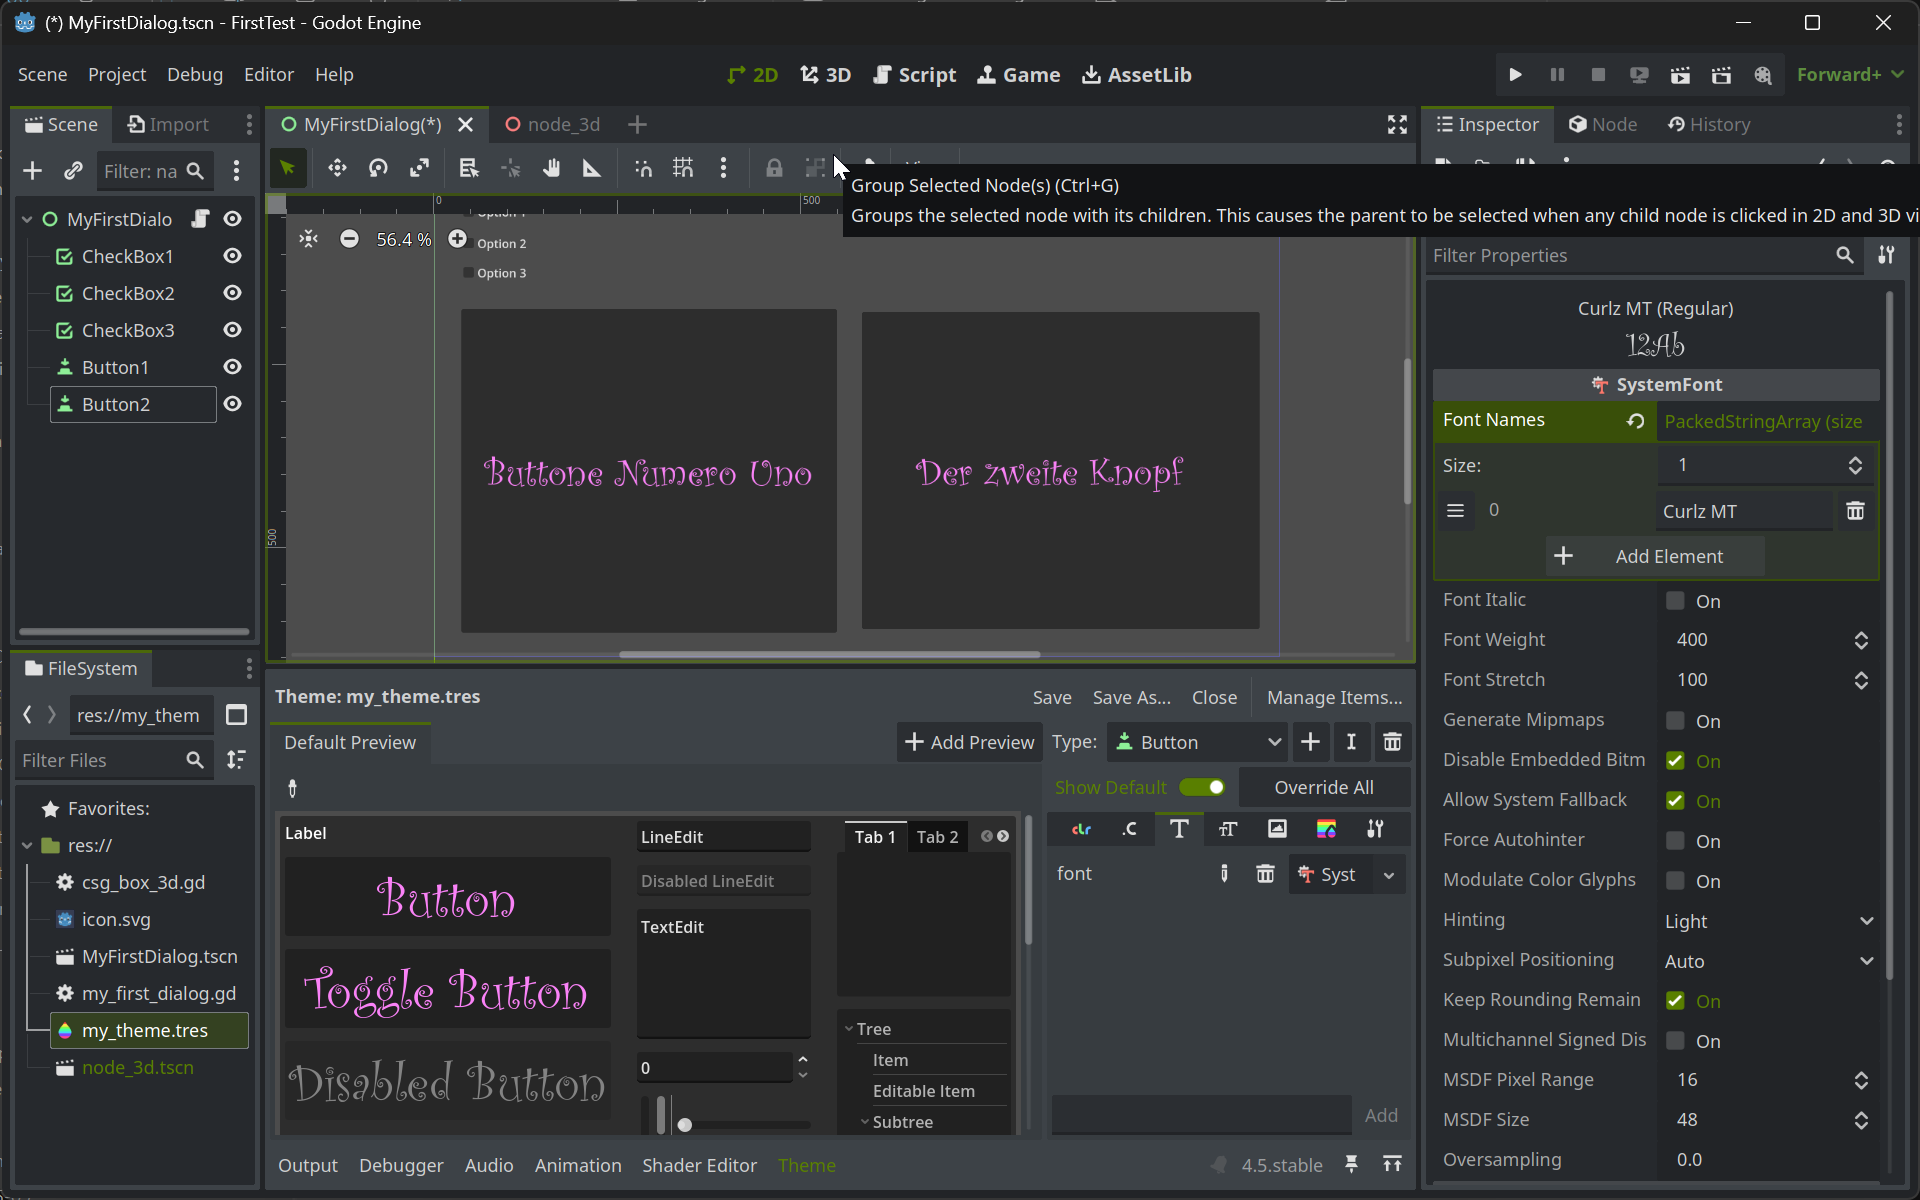 (*) MyFirstDialog.tscn - FirstTest - Godot Engine
Scene Project Debug Editor Help
2D 3D Script Game AssetLib
Forward+
Scene Import
MyFirstDialog(*) node_3d
Inspector Node History
Filter: na
Group Selected Node(s) (Ctrl+G)
Groups the selected node with its children. This causes the parent to be selected when any child node is clicked in 2D and 3D vi
MyFirstDialo
CheckBox1
CheckBox2
CheckBox3
Button1
Button2
0 500
500
56.4 %
Option 1
Option 2
Option 3
Buttone Numero Uno
Der zweite Knopf
FileSystem
res://my_them
Filter Files
Favorites:
res://
csg_box_3d.gd
icon.svg
MyFirstDialog.tscn
my_first_dialog.gd
my_theme.tres
node_3d.tscn
Theme: my_theme.tres
Save Save As... Close Manage Items...
Default Preview
Add Preview
Type: Button
Show Default Override All
clr .C T TT
font Syst
Add
Label
Button
Toggle Button
Disabled Button
LineEdit
Disabled LineEdit
TextEdit
0
Tab 1 Tab 2
Tree
Item
Editable Item
Subtree
Output Debugger Audio Animation Shader Editor Theme
4.5.stable
Filter Properties
Curlz MT (Regular)
12Ab
SystemFont
Font Names PackedStringArray (size
Size: 1
0 Curlz MT
Add Element
Font Italic On
Font Weight 400
Font Stretch 100
Generate Mipmaps On
Disable Embedded Bitm On
Allow System Fallback On
Force Autohinter On
Modulate Color Glyphs On
Hinting Light
Subpixel Positioning Auto
Keep Rounding Remain On
Multichannel Signed Dis On
MSDF Pixel Range 16
MSDF Size 48
Oversampling 0.0